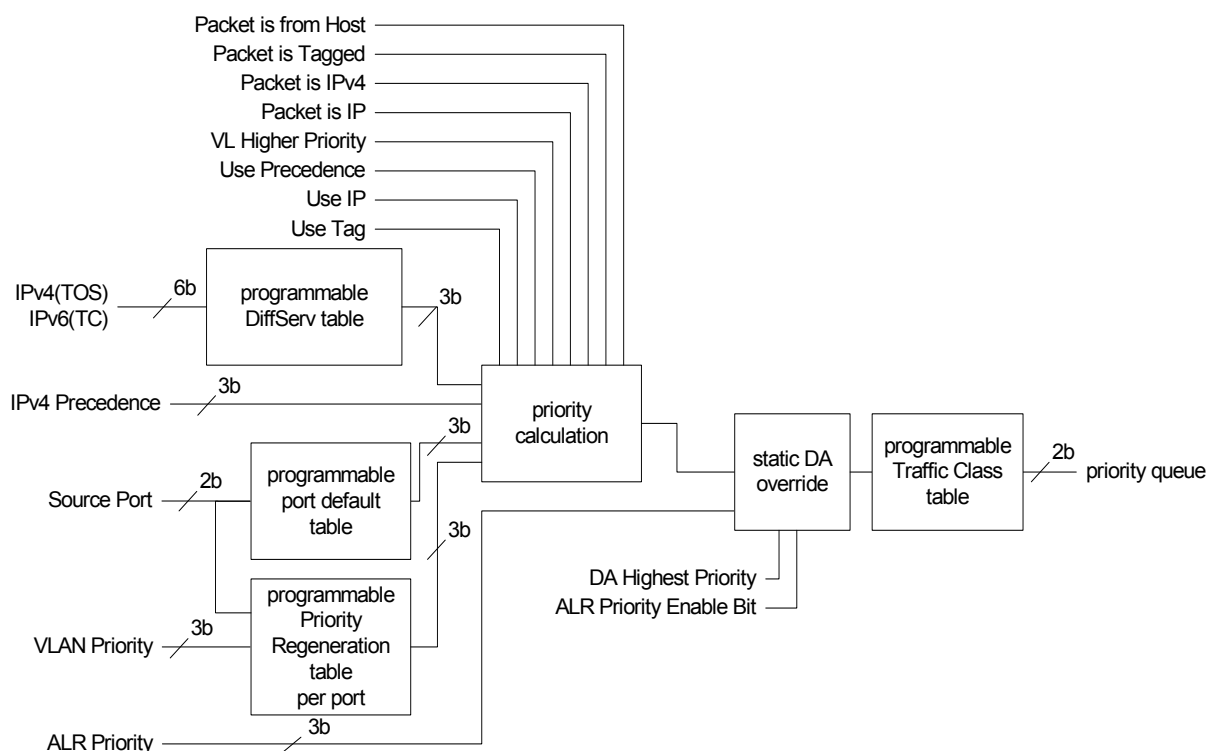 Packet is from Host
Packet is Tagged
Packet is IPv4
Packet is IP
VL Higher Priority
Use Precedence
Use IP
Use Tag
IPv4(TOS)
IPv6(TC)
6b
programmable
DiffServ table
3b
IPv4 Precedence
3b
priority
calculation
Source Port
2b
programmable
port default
table
3b
static DA
override
programmable
Traffic Class
table
2b
priority queue
VLAN Priority
3b
programmable
Priority
Regeneration
table
per port
3b
DA Highest Priority
ALR Priority Enable Bit
ALR Priority
3b